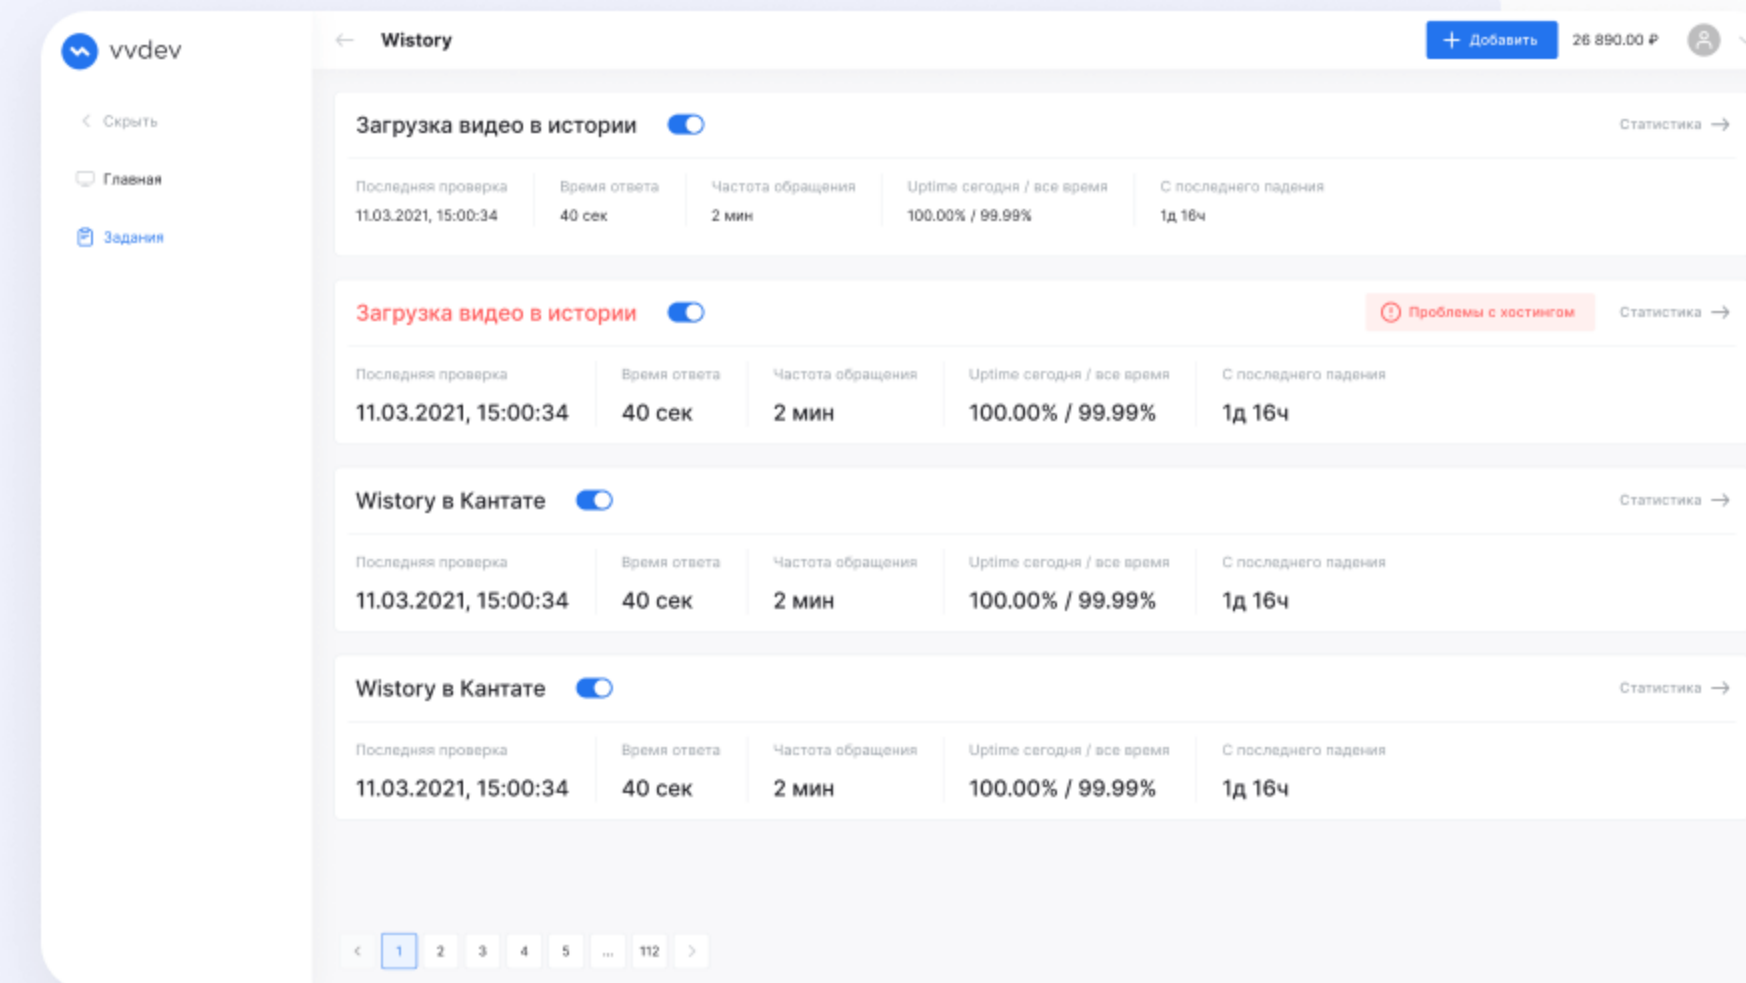 vvdev
Wistory
Добавить
26 890.00 ₽
Скрыть
Главная
Задания
Загрузка видео в истории
Статистика
Последняя проверка Время ответа Частота обращения Uptime сегодня / все время С последнего падения
11.03.2021, 15:00:34 40 сек 2 мин 100.00% / 99.99% 1д 16ч
Загрузка видео в истории
Проблемы с хостингом
Статистика
Последняя проверка Время ответа Частота обращения Uptime сегодня / все время С последнего падения
11.03.2021, 15:00:34 40 сек 2 мин 100.00% / 99.99% 1д 16ч
Wistory в Кантате
Статистика
Последняя проверка Время ответа Частота обращения Uptime сегодня / все время С последнего падения
11.03.2021, 15:00:34 40 сек 2 мин 100.00% / 99.99% 1д 16ч
Wistory в Кантате
Статистика
Последняя проверка Время ответа Частота обращения Uptime сегодня / все время С последнего падения
11.03.2021, 15:00:34 40 сек 2 мин 100.00% / 99.99% 1д 16ч
1 2 3 4 5 ... 112